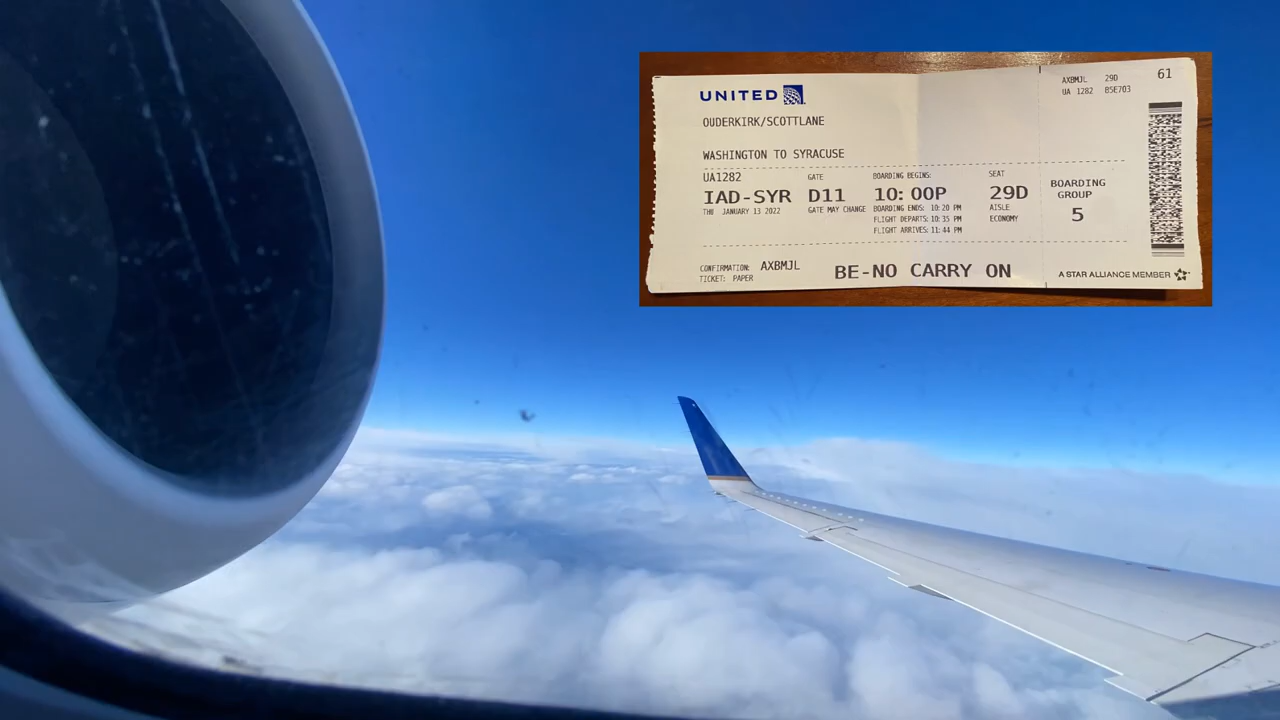 UNITED
OUDERKIRK/SCOTTLANE
WASHINGTON TO SYRACUSE
UA1282
IAD-SYR
THU JANUARY 13 2022
GATE
D11
GATE MAY CHANGE
BOARDING BEGINS:
10:00P
BOARDING ENDS: 10:20 PM
FLIGHT DEPARTS: 10:35 PM
FLIGHT ARRIVES: 11:44 PM
SEAT
29D
AISLE
ECONOMY
CONFIRMATION: AXBMJL
TICKET: PAPER
BE-NO CARRY ON
AXBMJL 29D
UA 1282 BSE703
61
BOARDING
GROUP
5
A STAR ALLIANCE MEMBER